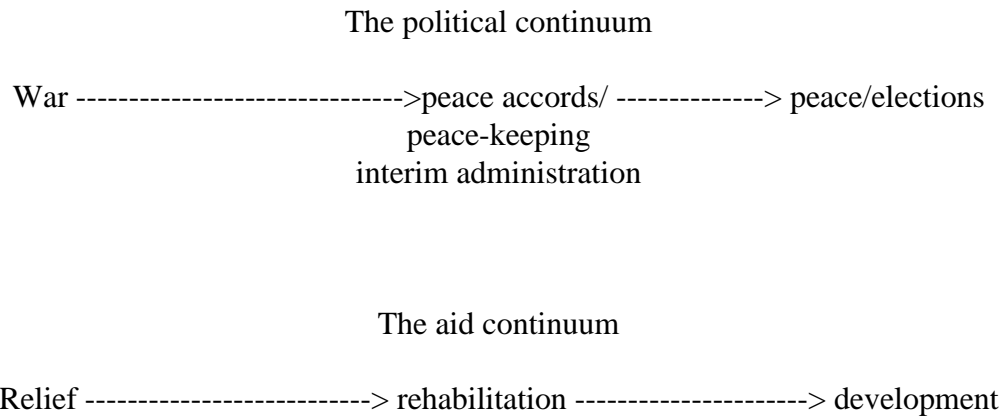 The political continuum
War ------------------------------->peace accords/ --------------> peace/elections
peace-keeping
interim administration
The aid continuum
Relief ---------------------------> rehabilitation ----------------------> development